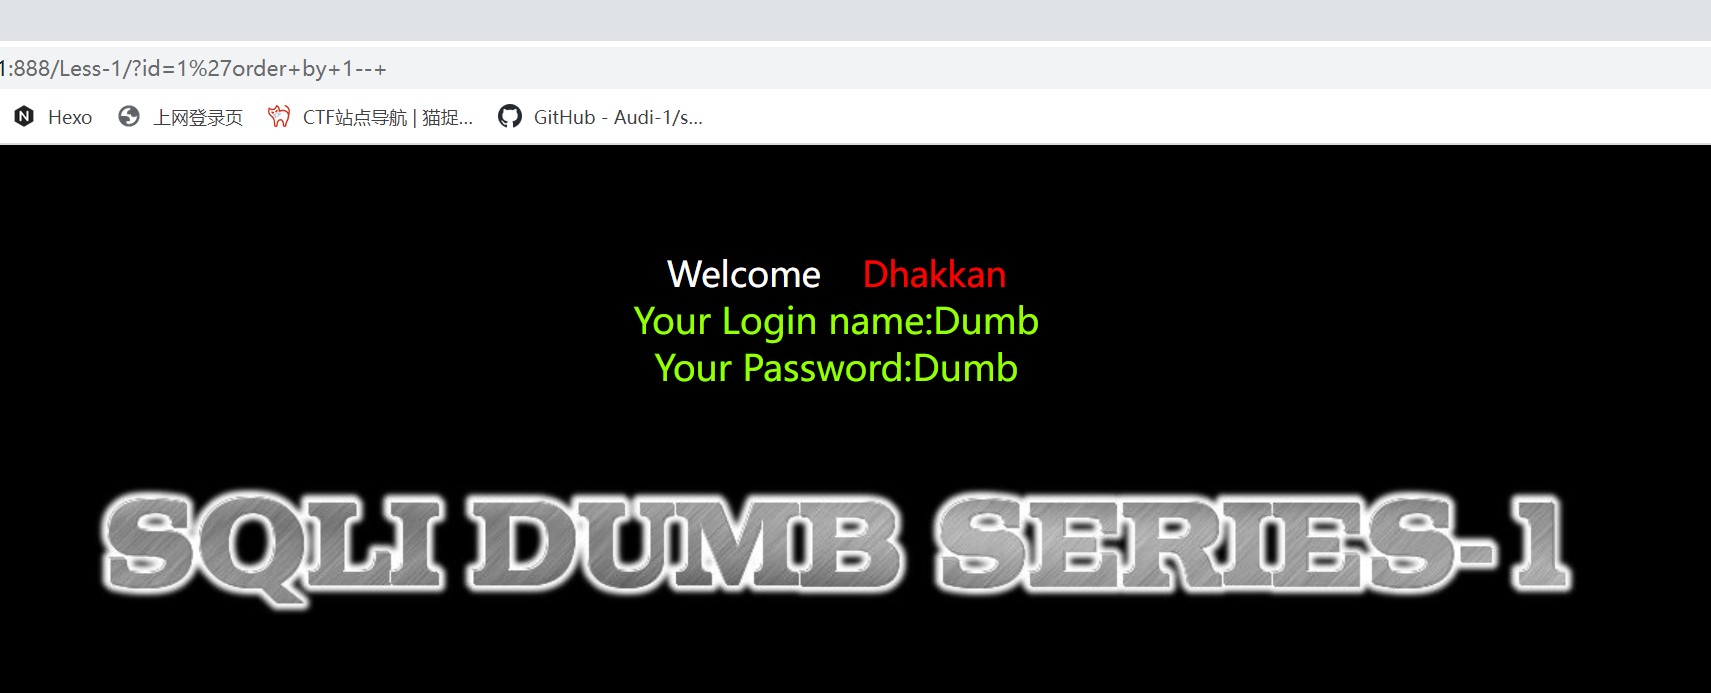 1:888/Less-1/?id=1%27order+by+1--+
Hexo 上网登录页 CTF站点导航 | 猫捉... GitHub - Audi-1/s...
Welcome Dhakkan
Your Login name:Dumb
Your Password:Dumb
SQLI DUMB SERIES-1